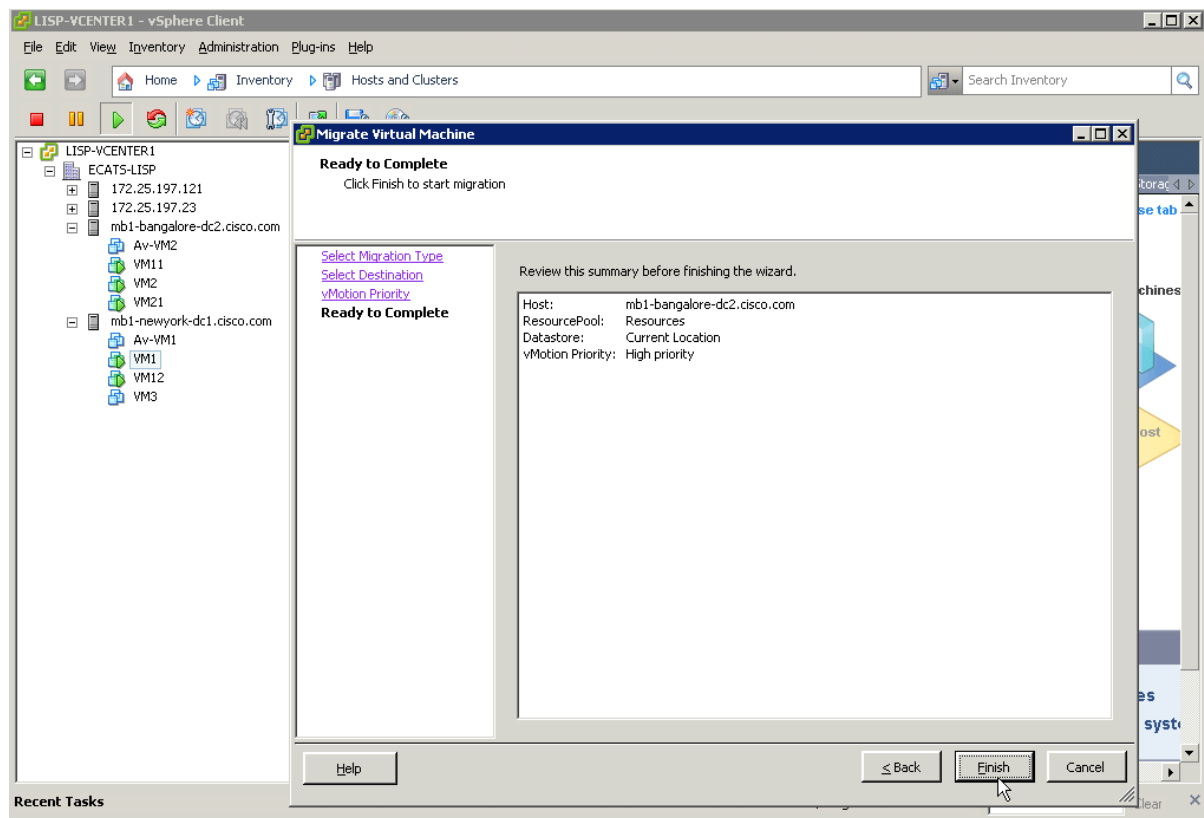 LISP-VCENTER1 - vSphere Client
File Edit View Inventory Administration Plug-ins Help
Home Inventory Hosts and Clusters Search Inventory
Migrate Virtual Machine
Ready to Complete
Click Finish to start migration
LISP-VCENTER1
ECATS-LISP
172.25.197.121
172.25.197.23
mb1-bangalore-dc2.cisco.com
Av-VM2
VM11
VM2
VM21
mb1-newyork-dc1.cisco.com
Av-VM1
VM1
VM12
VM3
Select Migration Type
Select Destination
vMotion Priority
Ready to Complete
Review this summary before finishing the wizard.
Host: mb1-bangalore-dc2.cisco.com
ResourcePool: Resources
Datastore: Current Location
vMotion Priority: High priority
se tab
chines
ost
es
Help
≤ Back Finish Cancel
Recent Tasks
Clear